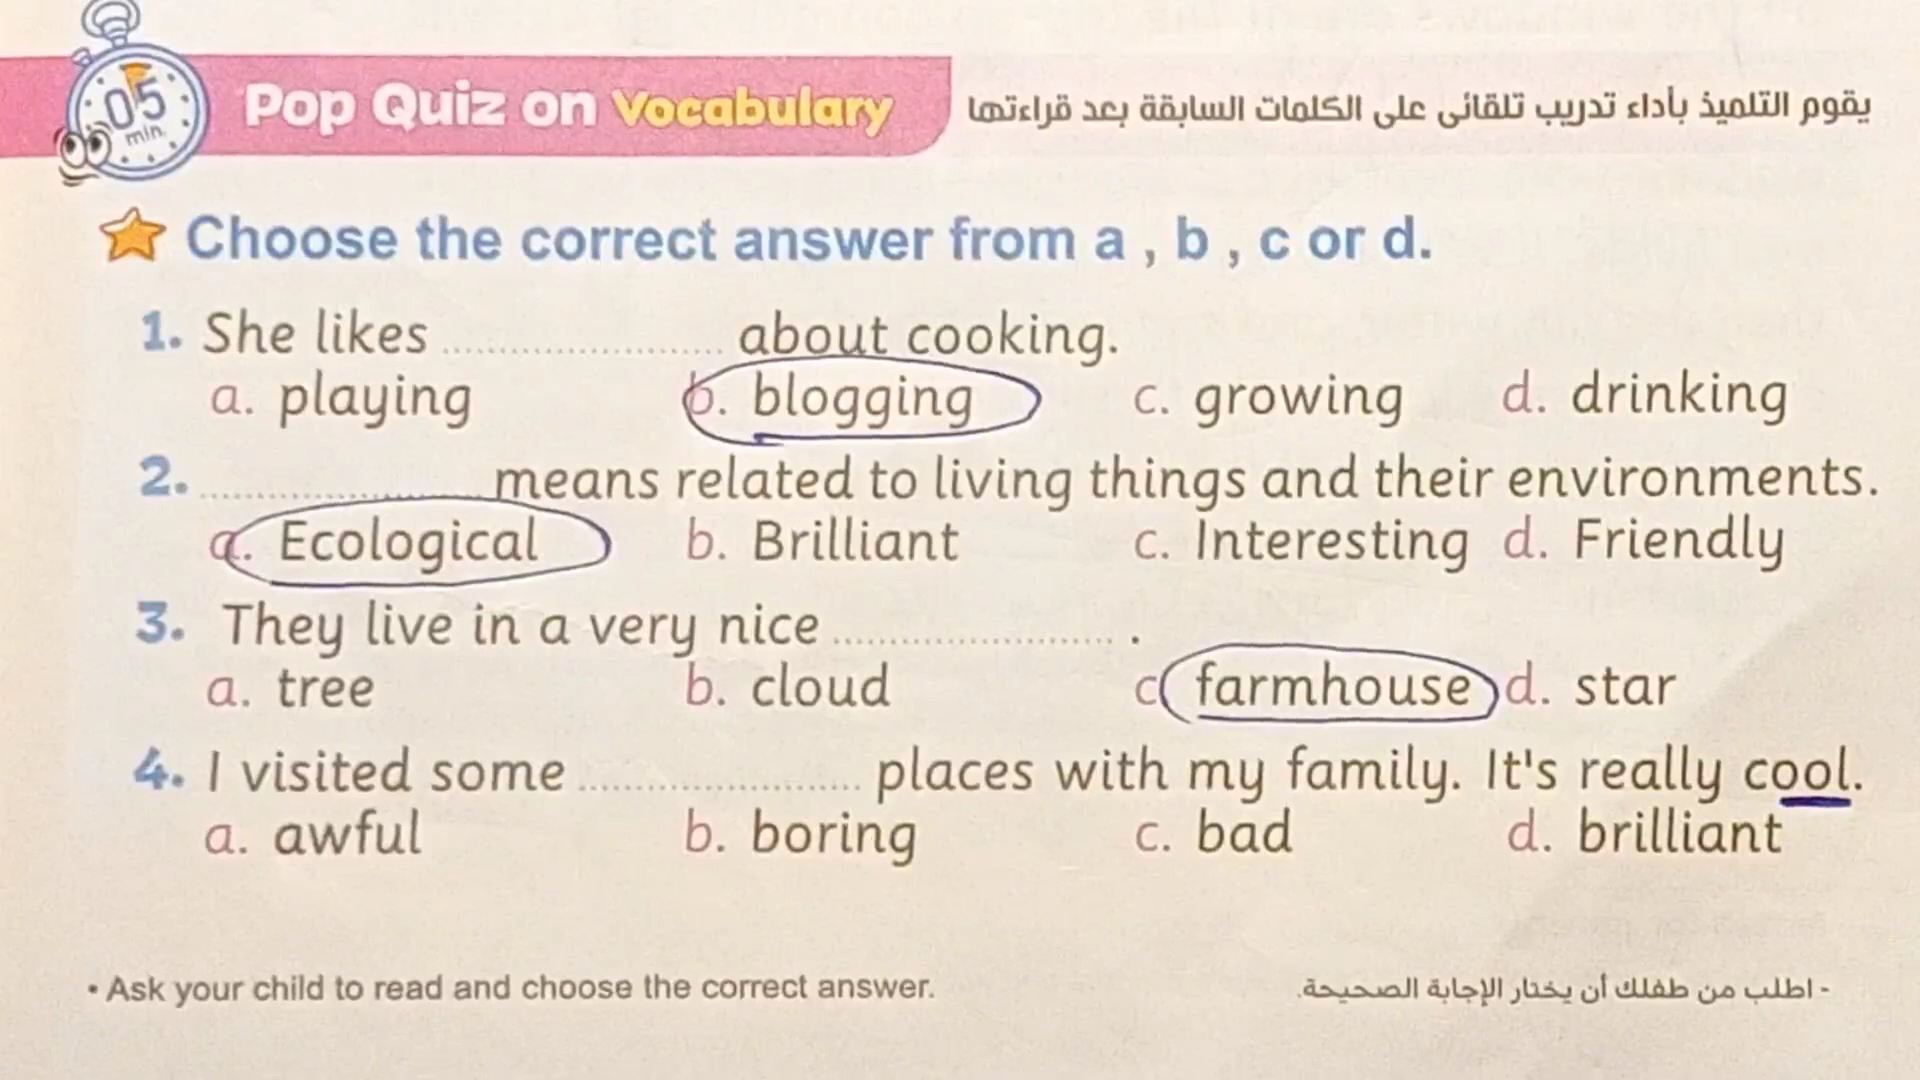 05
min.
Pop Quiz on Vocabulary
يقوم التلميذ بأداء تدريب تلقائى على الكلمات السابقة بعد قراءتها
Choose the correct answer from a , b , c or d.
1. She likes ........................ about cooking.
a. playing b. blogging c. growing d. drinking
2. ........................ means related to living things and their environments.
a. Ecological b. Brilliant c. Interesting d. Friendly
3. They live in a very nice ........................ .
a. tree b. cloud c. farmhouse d. star
4. I visited some ........................ places with my family. It's really cool.
a. awful b. boring c. bad d. brilliant
• Ask your child to read and choose the correct answer.
- اطلب من طفلك أن يختار الإجابة الصحيحة.